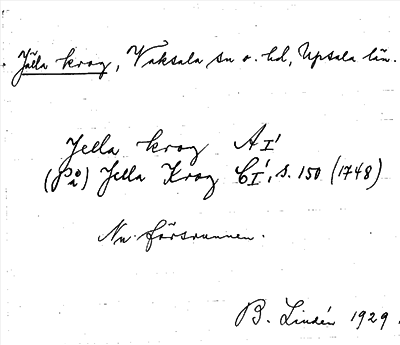 Jälla krog, Vaksala sn o. hd, Upsala län.
Jella krog AI'
(På) Jella Krog CI', s. 150 (1748)
Nu försvunnen.
B. Lindén 1929.